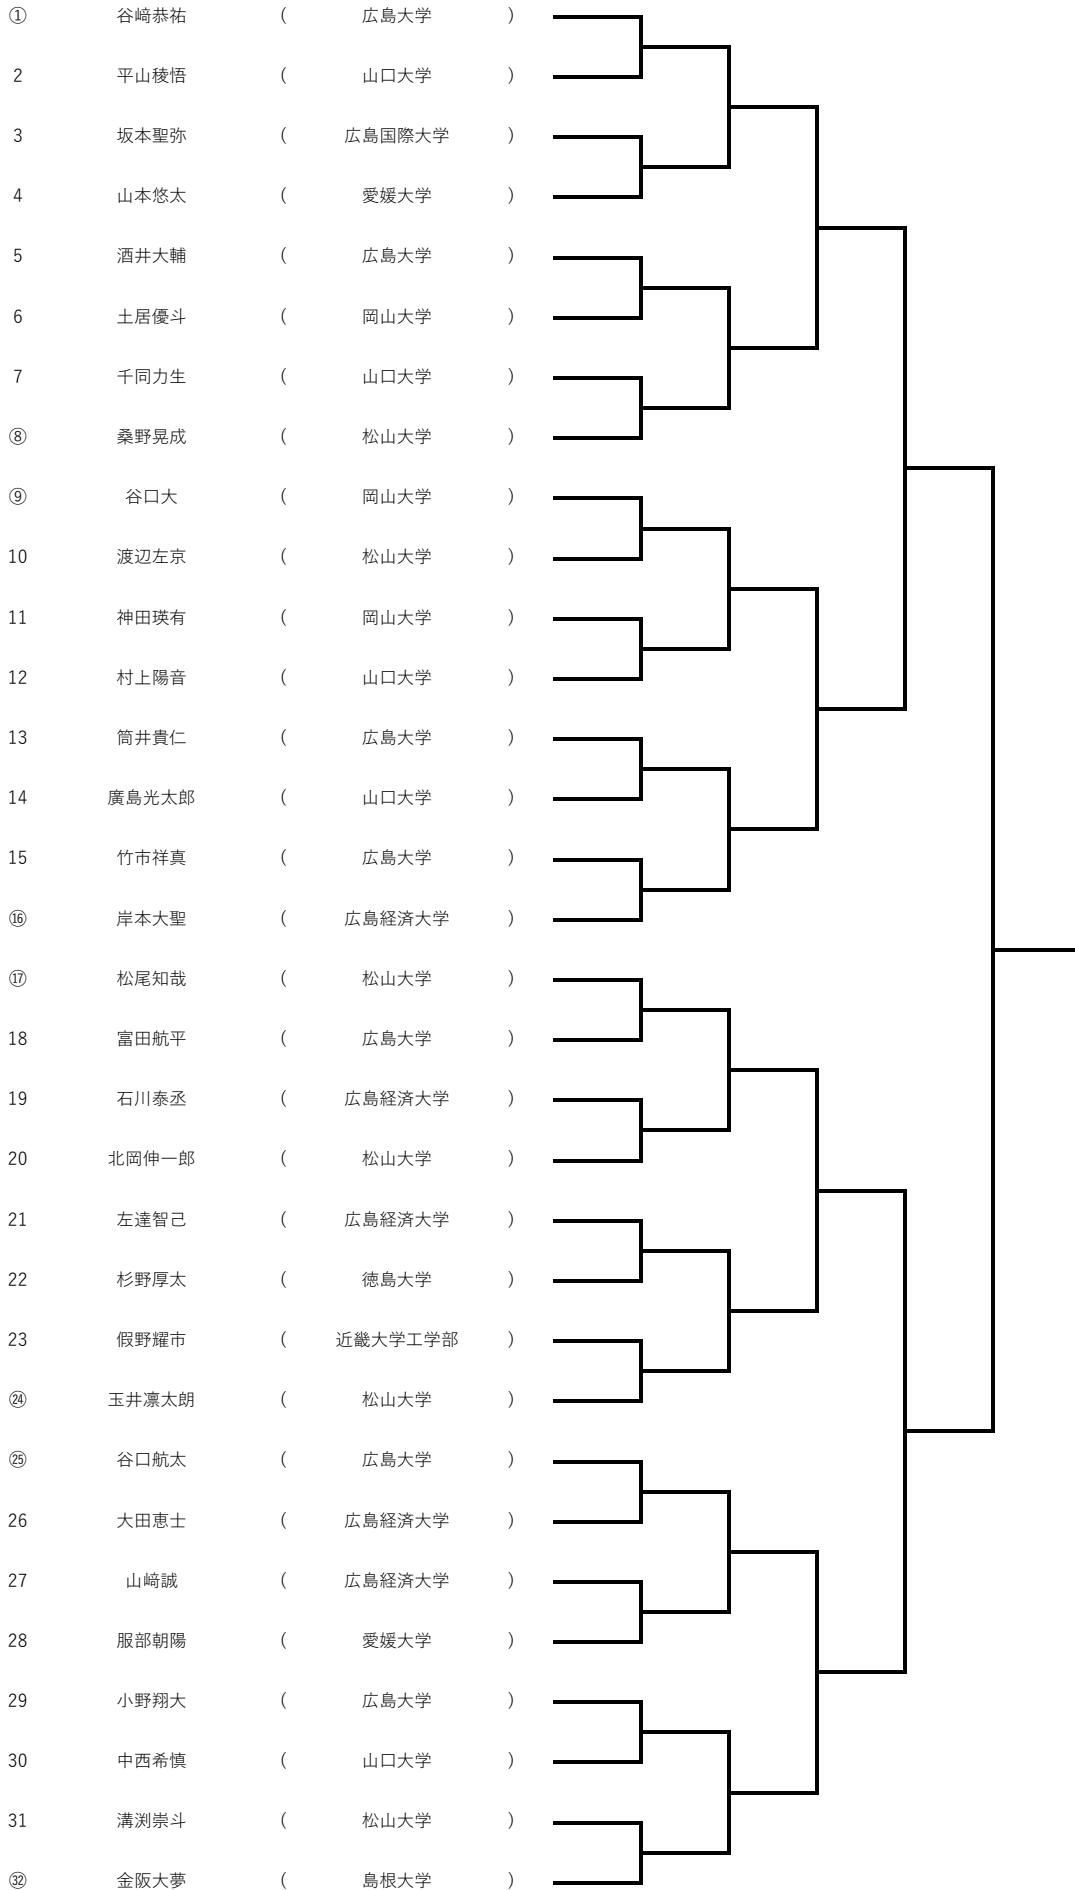 ① 谷﨑恭祐 ( 広島大学 )
2 平山稜悟 ( 山口大学 )
3 坂本聖弥 ( 広島国際大学 )
4 山本悠太 ( 愛媛大学 )
5 酒井大輔 ( 広島大学 )
6 土居優斗 ( 岡山大学 )
7 千同力生 ( 山口大学 )
⑧ 桑野晃成 ( 松山大学 )
⑨ 谷口大 ( 岡山大学 )
10 渡辺左京 ( 松山大学 )
11 神田瑛有 ( 岡山大学 )
12 村上陽音 ( 山口大学 )
13 筒井貴仁 ( 広島大学 )
14 廣島光太郎 ( 山口大学 )
15 竹市祥真 ( 広島大学 )
⑯ 岸本大聖 ( 広島経済大学 )
⑰ 松尾知哉 ( 松山大学 )
18 富田航平 ( 広島大学 )
19 石川泰丞 ( 広島経済大学 )
20 北岡伸一郎 ( 松山大学 )
21 左達智己 ( 広島経済大学 )
22 杉野厚太 ( 徳島大学 )
23 假野耀市 ( 近畿大学工学部 )
㉔ 玉井凛太朗 ( 松山大学 )
㉕ 谷口航太 ( 広島大学 )
26 大田恵士 ( 広島経済大学 )
27 山﨑誠 ( 広島経済大学 )
28 服部朝陽 ( 愛媛大学 )
29 小野翔大 ( 広島大学 )
30 中西希慎 ( 山口大学 )
31 溝渕崇斗 ( 松山大学 )
㉜ 金阪大夢 ( 島根大学 )